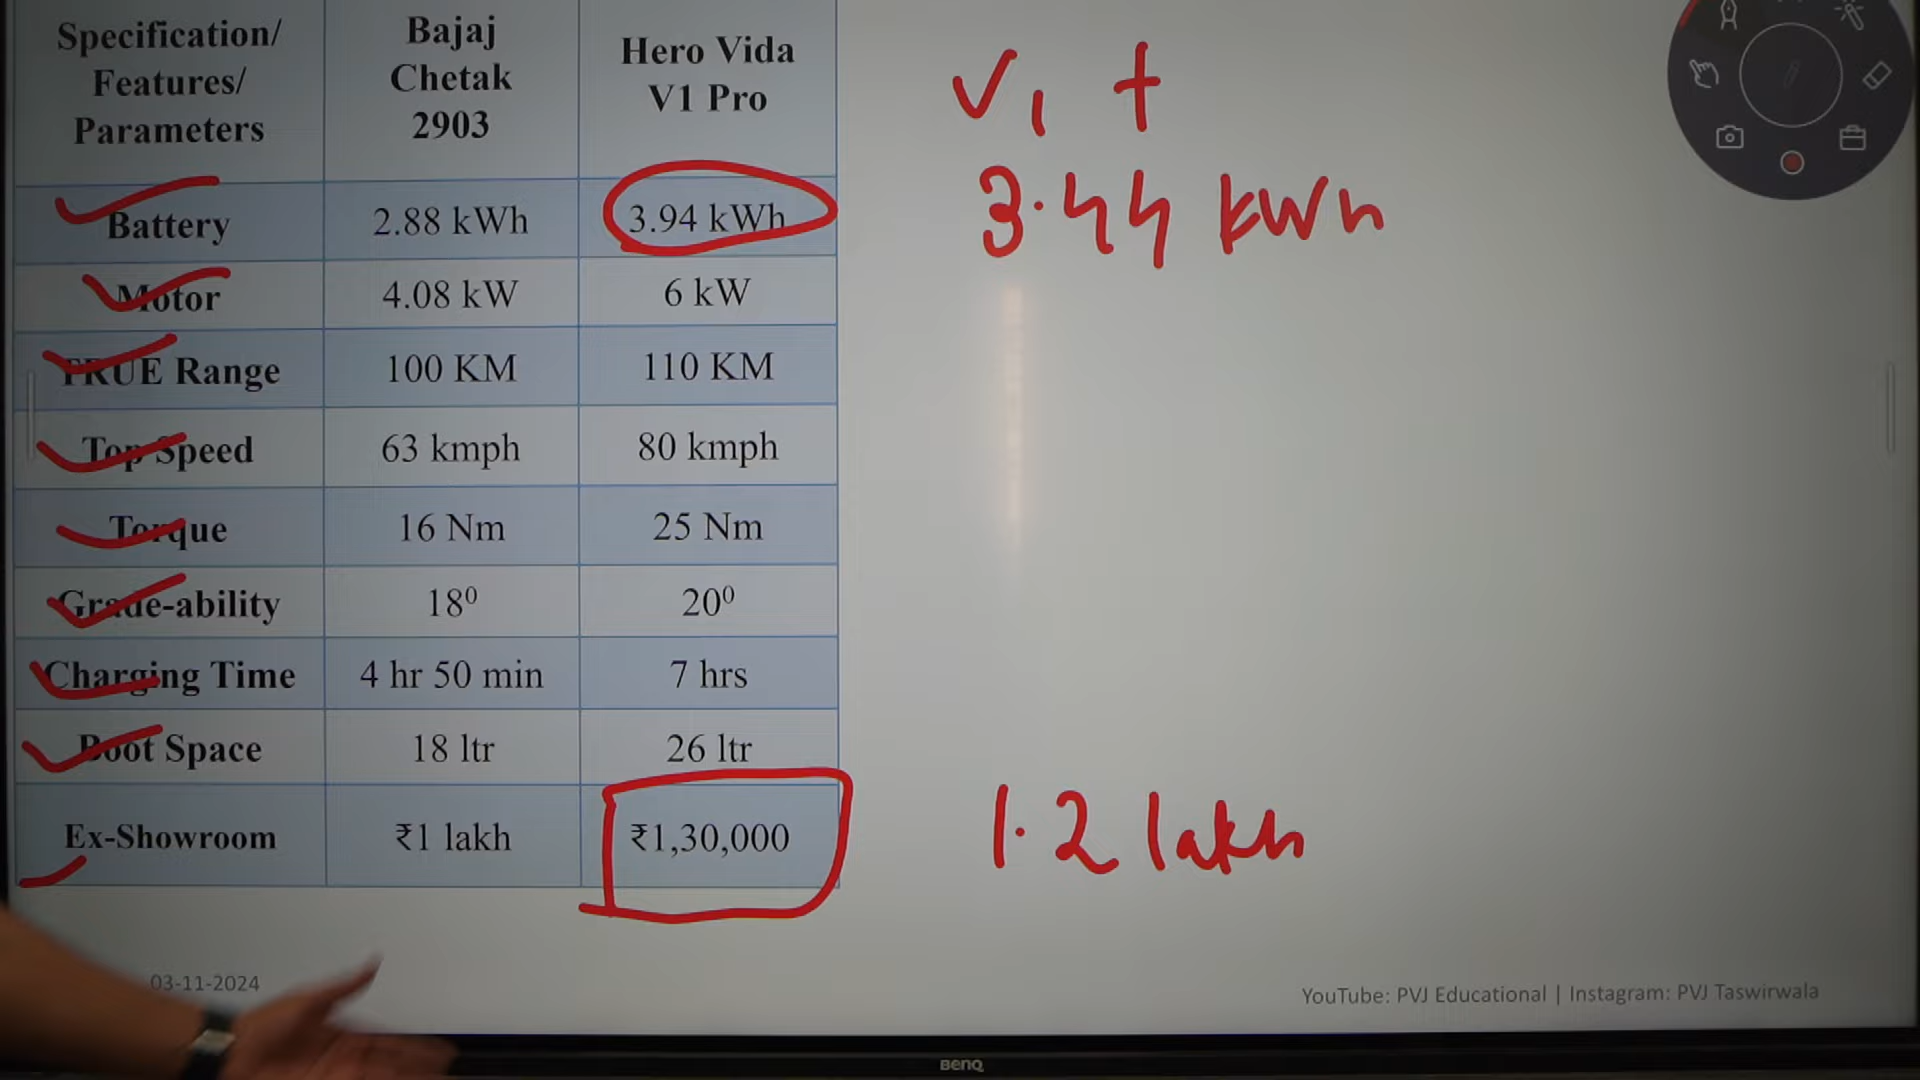 Specification/ Features/ Parameters
Bajaj Chetak 2903
Hero Vida V1 Pro
V1 +
Battery 2.88 kWh 3.94 kWh 3.44 kWh
Motor 4.08 kW 6 kW
TRUE Range 100 KM 110 KM
Top Speed 63 kmph 80 kmph
Torque 16 Nm 25 Nm
Grade-ability 18⁰ 20⁰
Charging Time 4 hr 50 min 7 hrs
Boot Space 18 ltr 26 ltr
Ex-Showroom ₹1 lakh ₹1,30,000 1.2 lakh
03-11-2024
YouTube: PVJ Educational | Instagram: PVJ Taswirwala
BenQ